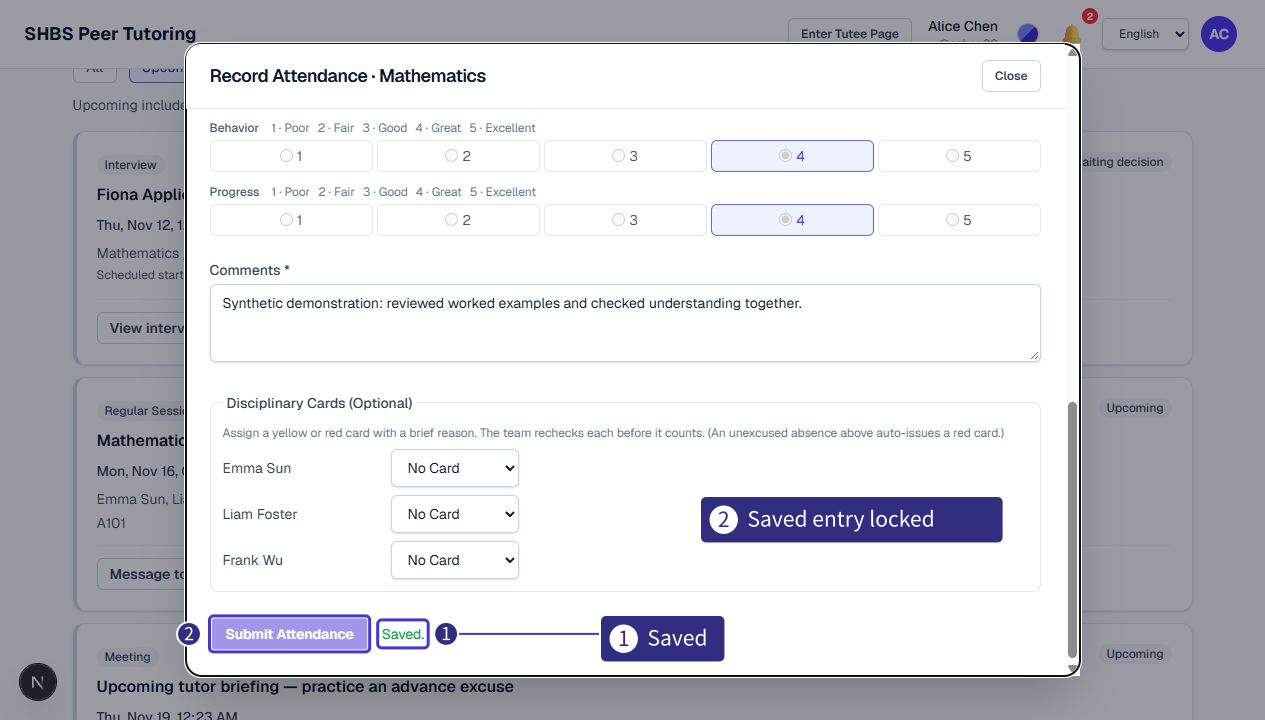 SHBS Peer Tutoring
Enter Tutee Page
Alice Chen
2
English
AC
All
Upcoming include
Record Attendance · Mathematics
Close
Behavior 1 · Poor 2 · Fair 3 · Good 4 · Great 5 · Excellent
1 2 3 4 5
Progress 1 · Poor 2 · Fair 3 · Good 4 · Great 5 · Excellent
1 2 3 4 5
Comments *
Synthetic demonstration: reviewed worked examples and checked understanding together.
Disciplinary Cards (Optional)
Assign a yellow or red card with a brief reason. The team rechecks each before it counts. (An unexcused absence above auto-issues a red card.)
Emma Sun No Card
Liam Foster No Card
2 Saved entry locked
Frank Wu No Card
2 Submit Attendance Saved. 1
1 Saved
Interview
aiting decision
Fiona Appli
Thu, Nov 12, 1
Mathematics
Scheduled start
View interv
Regular Sessi
Upcoming
Mathematic
Mon, Nov 16,
Emma Sun, Li
A101
Message to
Meeting
Upcoming
Upcoming tutor briefing — practice an advance excuse
Thu, Nov 19, 12:23 AM
N